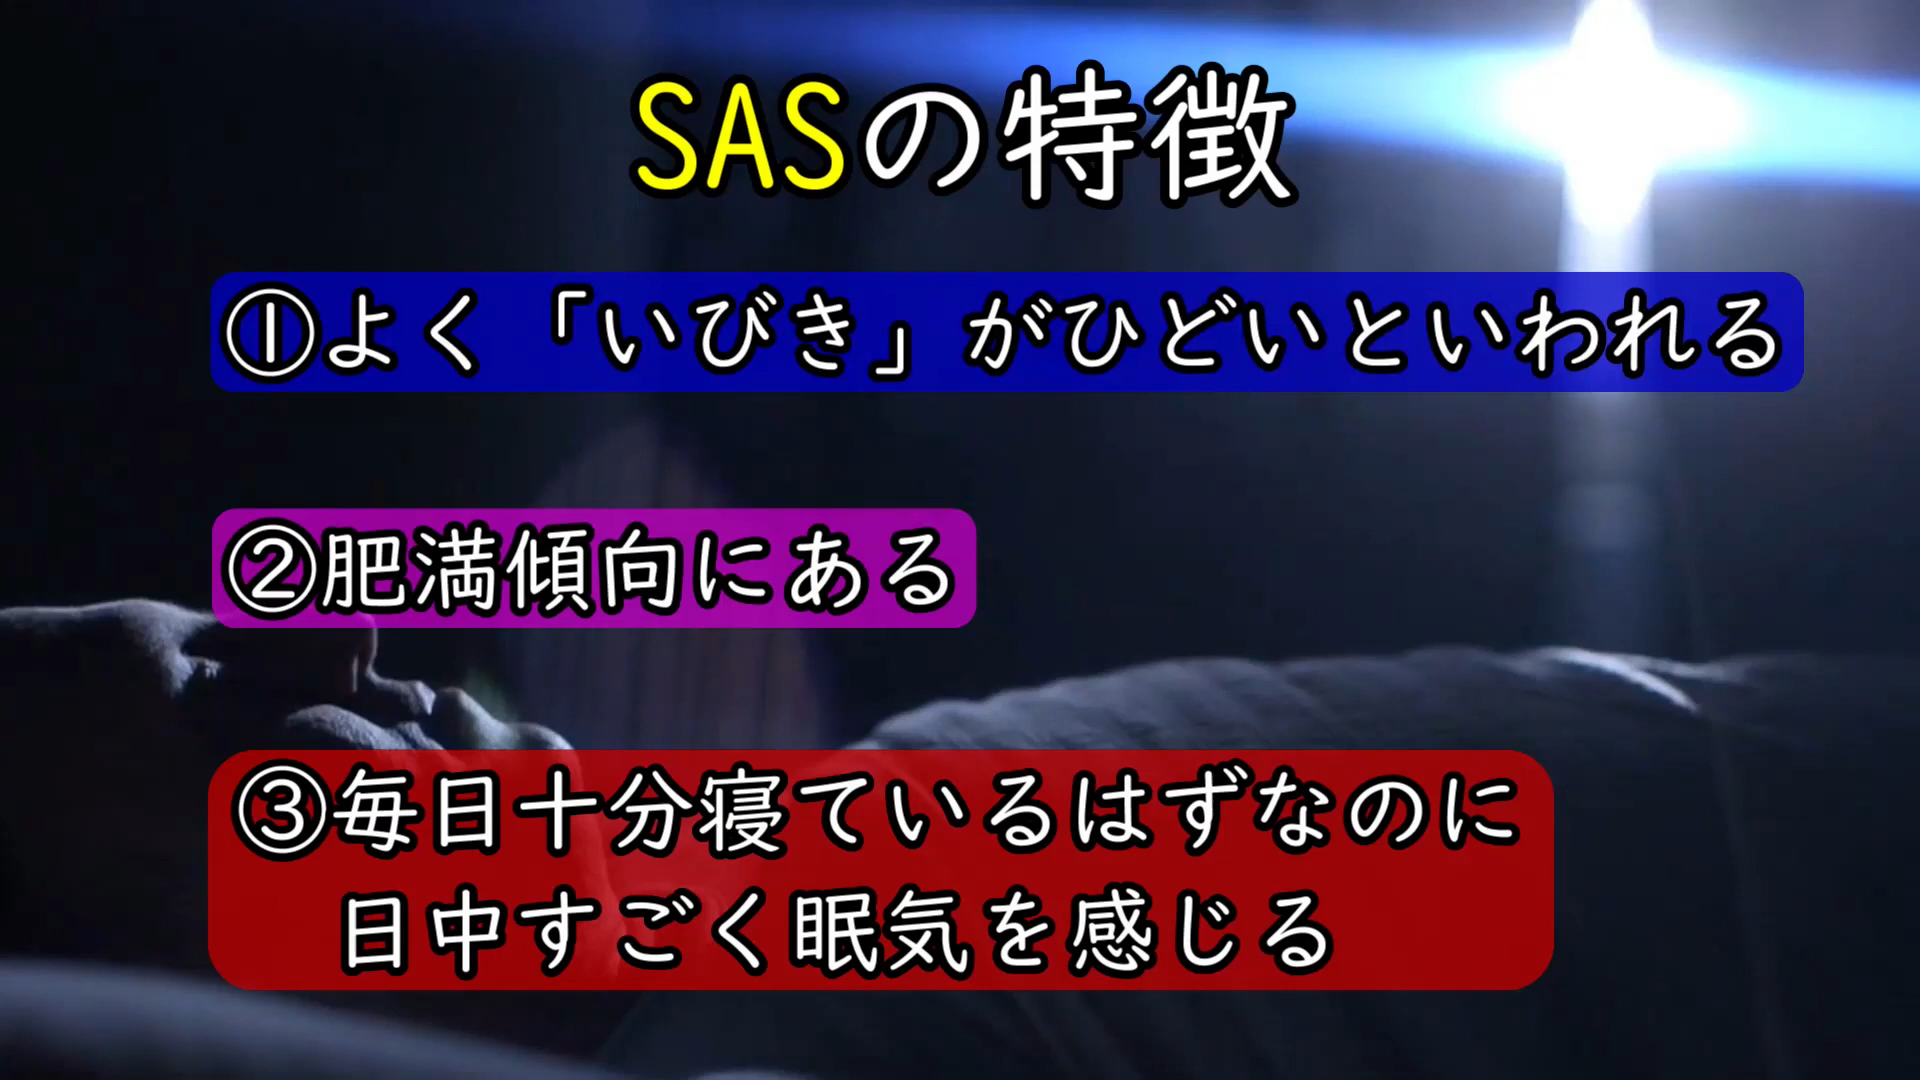 SASの特徴
①よく「いびき」がひどいといわれる
②肥満傾向にある
③毎日十分寝ているはずなのに
日中すごく眠気を感じる